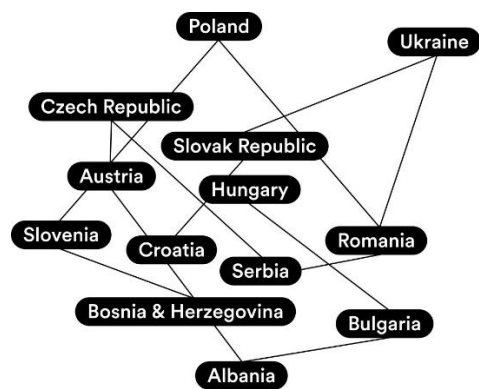 Poland
Ukraine
Czech Republic
Slovak Republic
Austria
Hungary
Slovenia
Croatia
Romania
Serbia
Bosnia & Herzegovina
Bulgaria
Albania